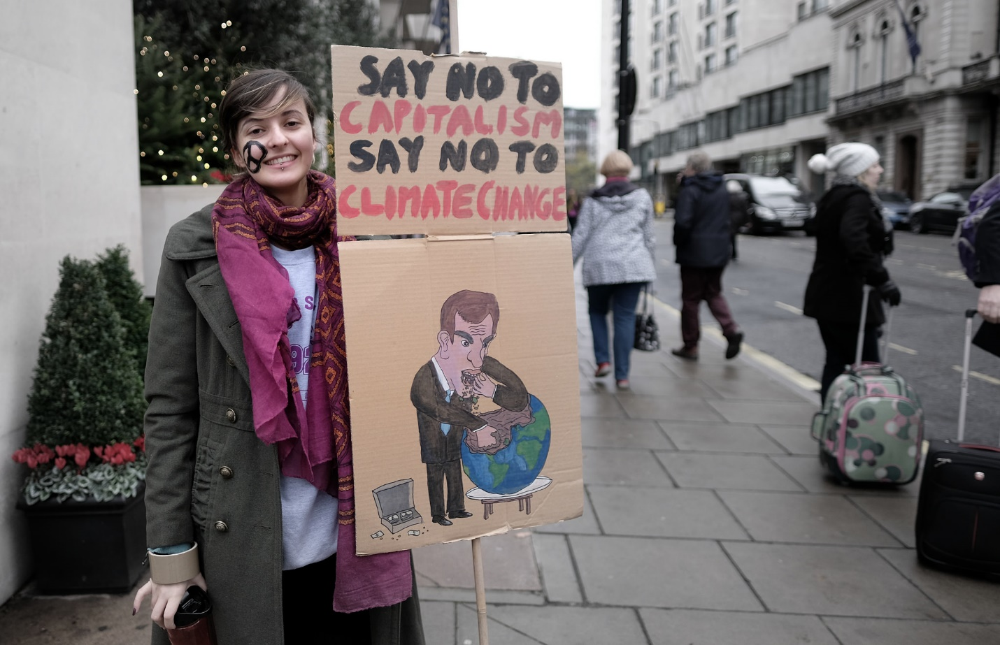 SAY NO TO
CAPITALISM
SAY NO TO
CLIMATE CHANGE